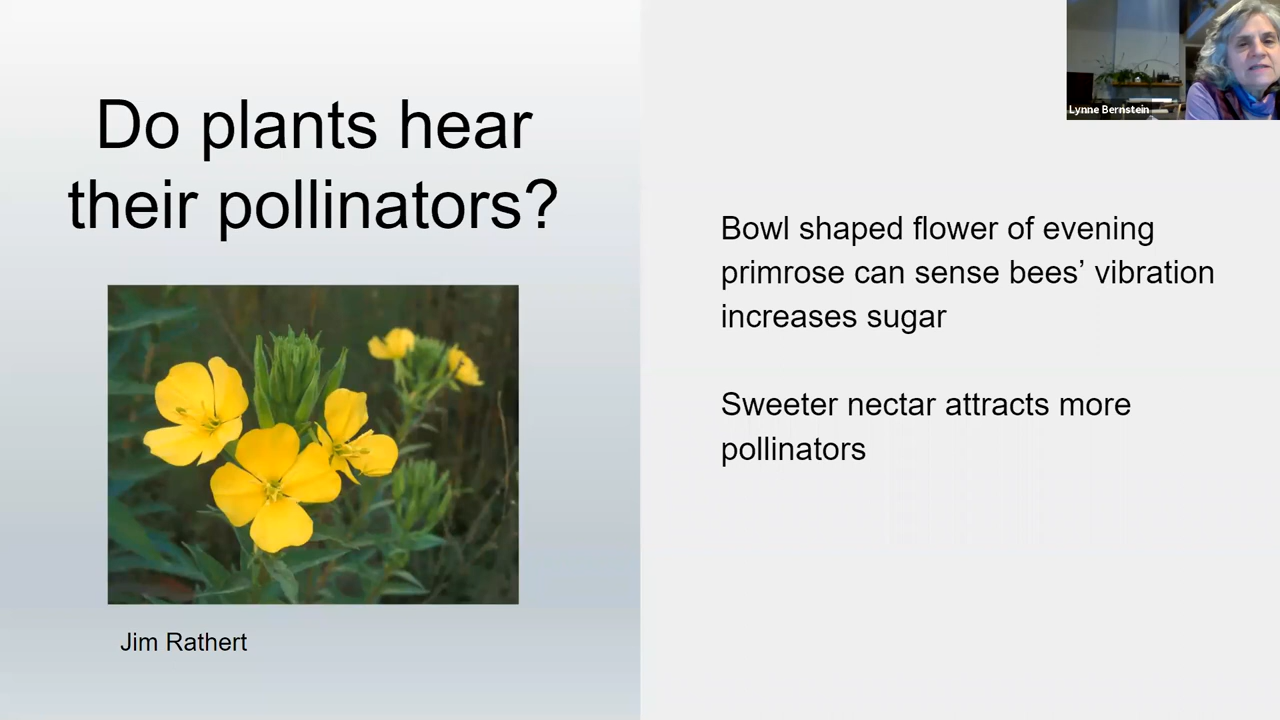 Do plants hear
their pollinators?
Jim Rathert
Bowl shaped flower of evening
primrose can sense bees’ vibration
increases sugar
Sweeter nectar attracts more
pollinators
Lynne Bernstein